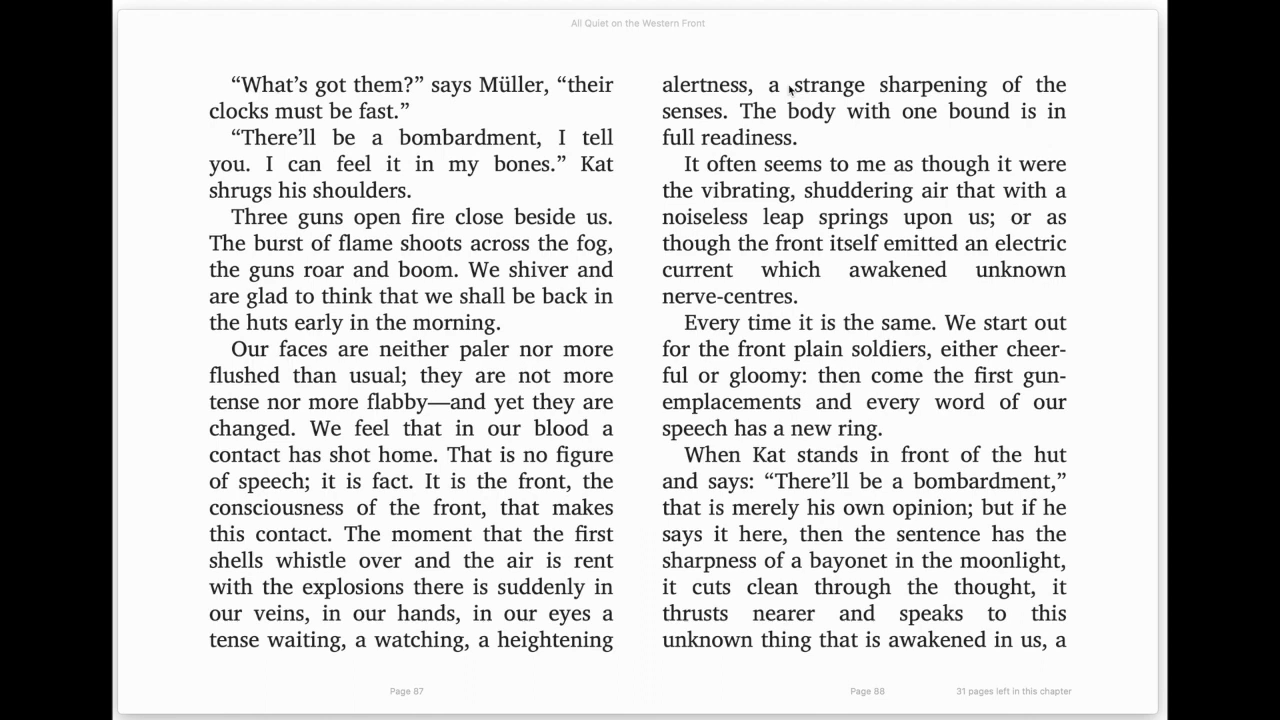 All Quiet on the Western Front
“What’s got them?” says Müller, “their
clocks must be fast.”
“There’ll be a bombardment, I tell
you. I can feel it in my bones.” Kat
shrugs his shoulders.
Three guns open fire close beside us.
The burst of flame shoots across the fog,
the guns roar and boom. We shiver and
are glad to think that we shall be back in
the huts early in the morning.
Our faces are neither paler nor more
flushed than usual; they are not more
tense nor more flabby—and yet they are
changed. We feel that in our blood a
contact has shot home. That is no figure
of speech; it is fact. It is the front, the
consciousness of the front, that makes
this contact. The moment that the first
shells whistle over and the air is rent
with the explosions there is suddenly in
our veins, in our hands, in our eyes a
tense waiting, a watching, a heightening
Page 87
alertness, a strange sharpening of the
senses. The body with one bound is in
full readiness.
It often seems to me as though it were
the vibrating, shuddering air that with a
noiseless leap springs upon us; or as
though the front itself emitted an electric
current which awakened unknown
nerve-centres.
Every time it is the same. We start out
for the front plain soldiers, either cheer-
ful or gloomy: then come the first gun-
emplacements and every word of our
speech has a new ring.
When Kat stands in front of the hut
and says: “There’ll be a bombardment,”
that is merely his own opinion; but if he
says it here, then the sentence has the
sharpness of a bayonet in the moonlight,
it cuts clean through the thought, it
thrusts nearer and speaks to this
unknown thing that is awakened in us, a
Page 88
31 pages left in this chapter